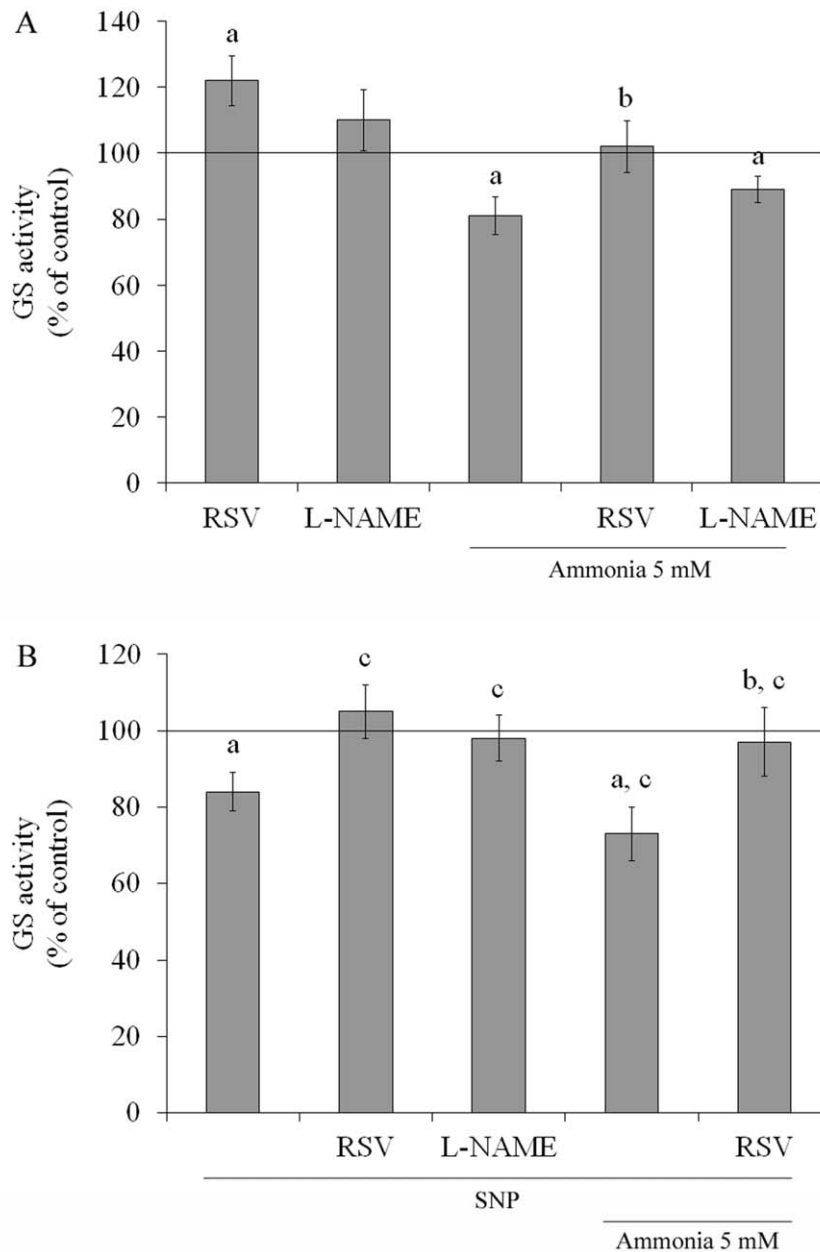 A
GS activity
(% of control)
140
120
100
80
60
40
20
0
a
a
b
a
RSV
L-NAME
RSV
L-NAME
Ammonia 5 mM
B
GS activity
(% of control)
120
100
80
60
40
20
0
a
c
c
a, c
b, c
RSV
L-NAME
RSV
SNP
Ammonia 5 mM